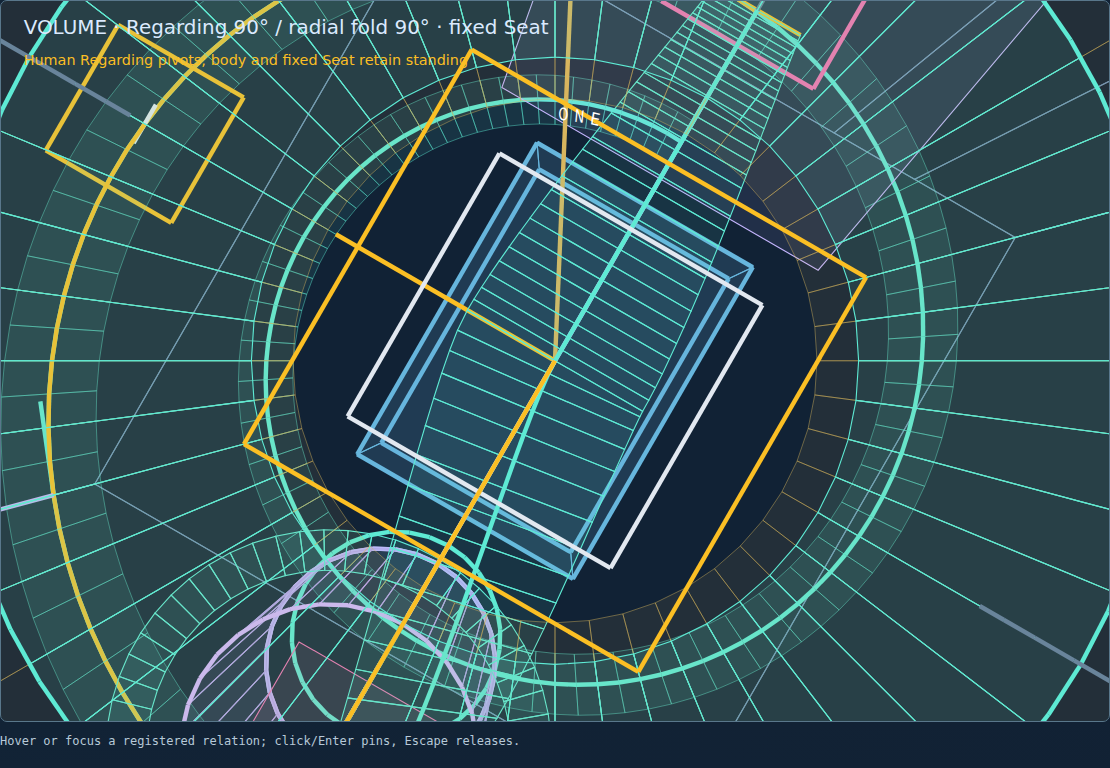 VOLUME · Regarding 90° / radial fold 90° · fixed Seat
Human Regarding pivots; body and fixed Seat retain standing
ONE
Hover or focus a registered relation; click/Enter pins, Escape releases.